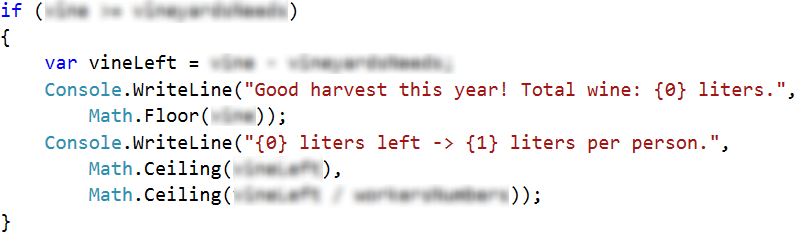 if (
{
var vineLeft =
Console.WriteLine("Good harvest this year! Total wine: {0} liters.",
Math.Floor( ));
Console.WriteLine("{0} liters left -> {1} liters per person.",
Math.Ceiling( ),
Math.Ceiling( ));
}